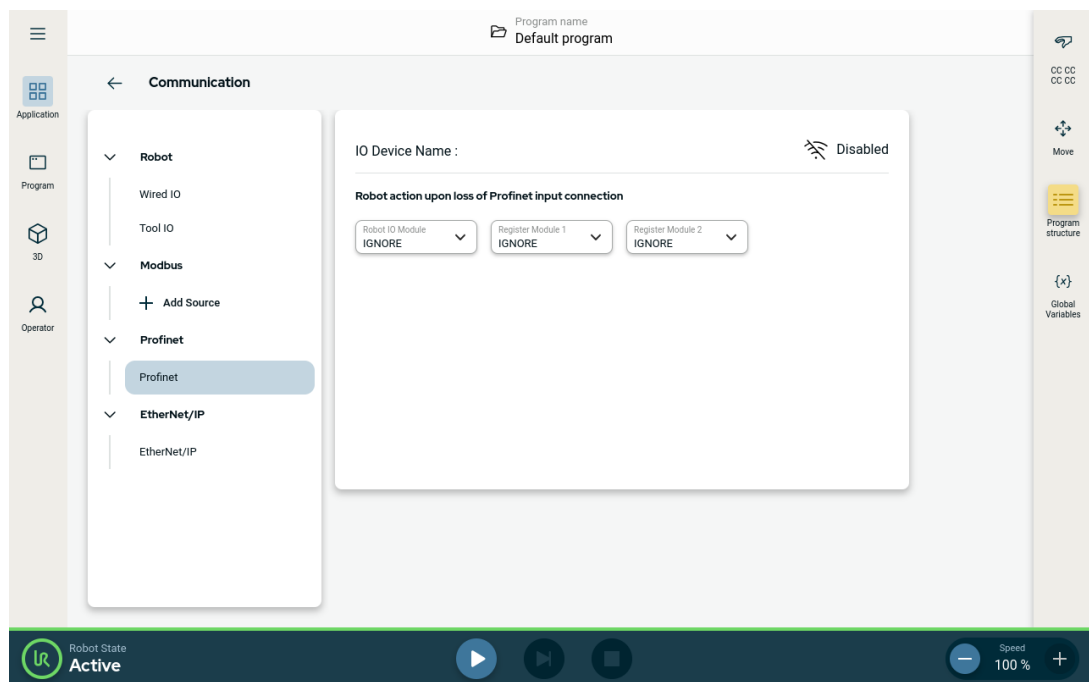 Program name
Default program
Application
Program
3D
Operator
Communication
Robot
Wired IO
Tool IO
Modbus
Add Source
Profinet
Profinet
EtherNet/IP
EtherNet/IP
IO Device Name :
Disabled
Robot action upon loss of Profinet input connection
Robot IO Module
IGNORE
Register Module 1
IGNORE
Register Module 2
IGNORE
CC CC
CC CC
Move
Program
structure
{x}
Global
Variables
UR
Robot State
Active
Speed
100 %